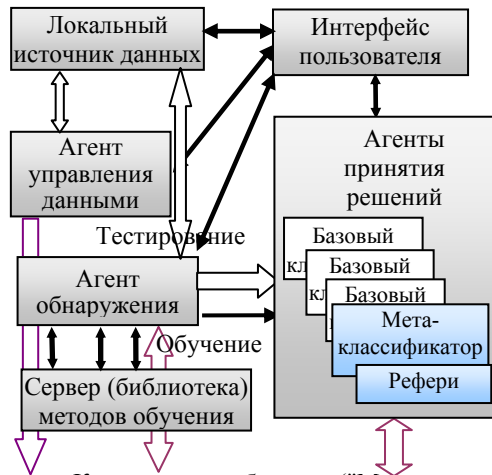 Локальный
источник данных
Интерфейс
пользователя
Агент
управления
данными
Агенты
принятия
решений
Тестирование
Базовый
кл
Базовый
Базовый
Агент
обнаружения
Мета-
классификатор
Обучение
Рефери
Сервер (библиотека)
методов обучения